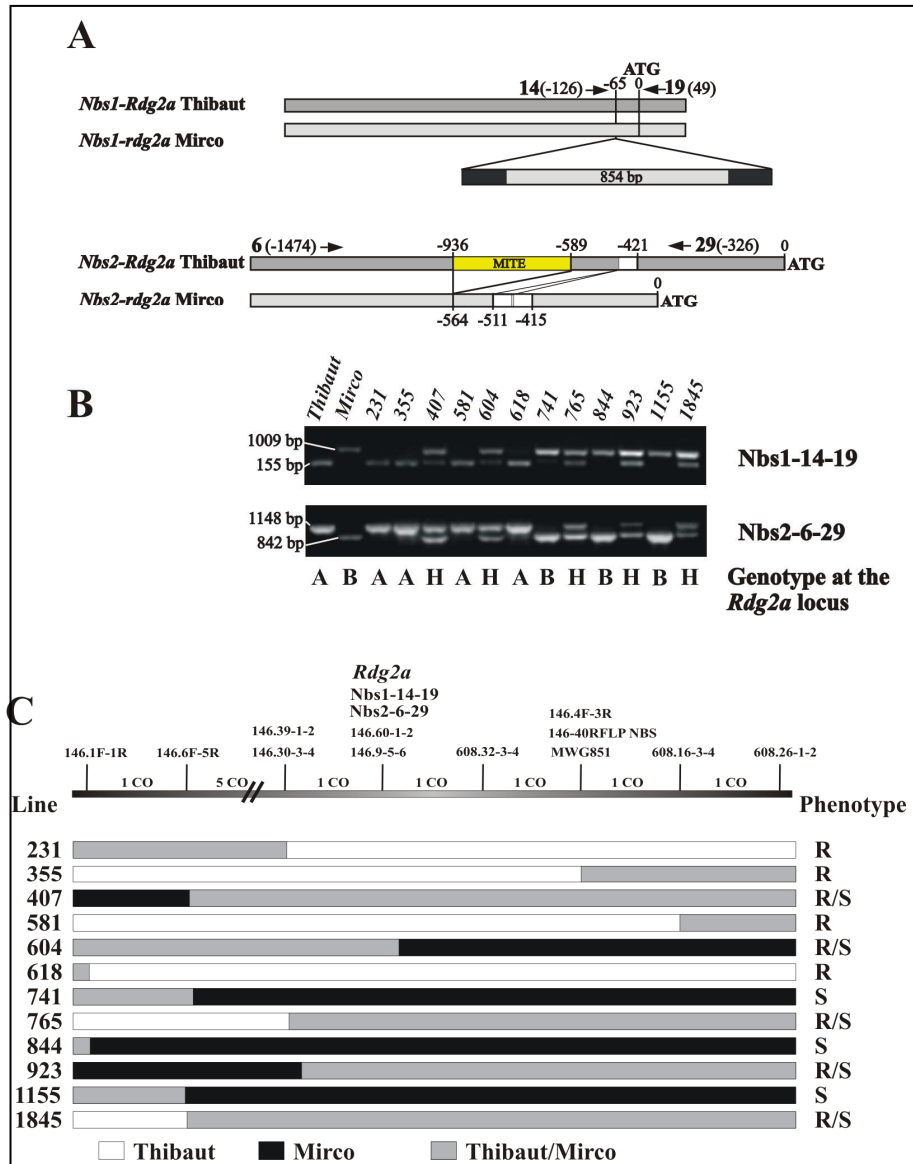 A
ATG
14(-126) -65 0 19(49)
Nbs1-Rdg2a Thibaut
Nbs1-rdg2a Mirco
854 bp
6(-1474) -936 -589 -421 29(-326) 0
Nbs2-Rdg2a Thibaut MITE ATG
0
Nbs2-rdg2a Mirco ATG
-564 -511 -415
B
Thibaut Mirco 231 355 407 581 604 618 741 765 844 923 1155 1845
1009 bp
155 bp
Nbs1-14-19
1148 bp
842 bp
Nbs2-6-29
A B A A H A H A B H B H B H
Genotype at the
Rdg2a locus
C
Rdg2a
Nbs1-14-19
Nbs2-6-29
146.4F-3R
146.39-1-2 146.60-1-2 146-40RFLP NBS
146.1F-1R 146.6F-5R 146.30-3-4 146.9-5-6 608.32-3-4 MWG851 608.16-3-4 608.26-1-2
1 CO 5 CO 1 CO 1 CO 1 CO 1 CO 1 CO
Line Phenotype
231 R
355 R
407 R/S
581 R
604 R/S
618 R
741 S
765 R/S
844 S
923 R/S
1155 S
1845 R/S
Thibaut Mirco Thibaut/Mirco